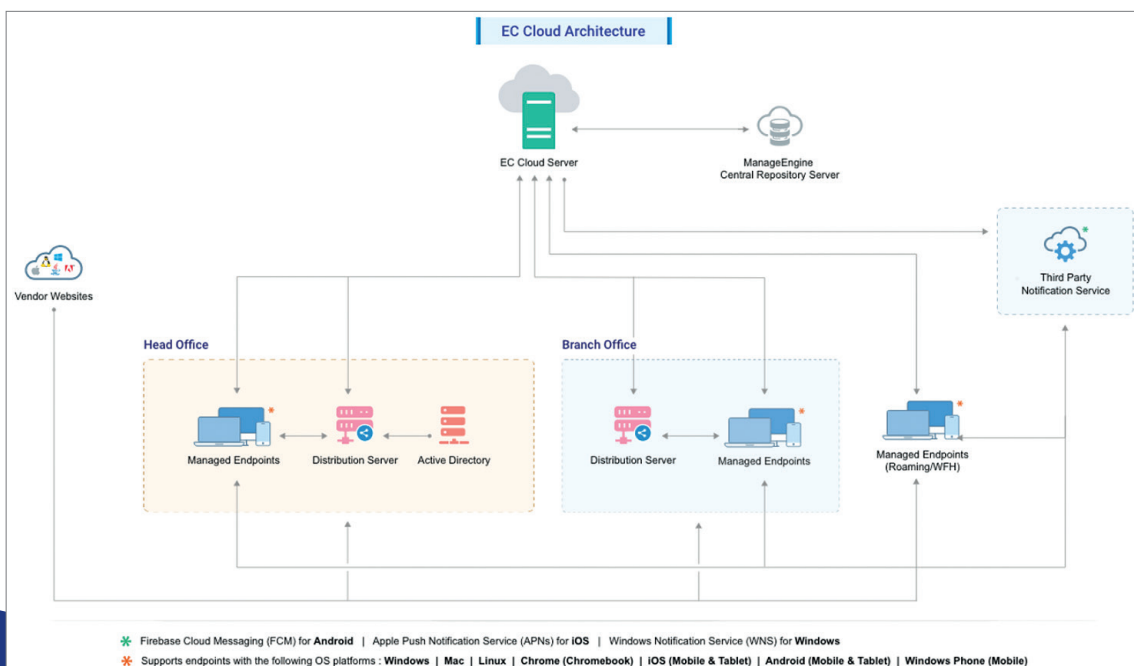 EC Cloud Architecture
EC Cloud Server
ManageEngine
Central Repository Server
Vendor Websites
Third Party
Notification Service
Head Office
Branch Office
Managed Endpoints
Distribution Server
Active Directory
Distribution Server
Managed Endpoints
Managed Endpoints
(Roaming/WFH)
* Firebase Cloud Messaging (FCM) for Android | Apple Push Notification Service (APNs) for iOS | Windows Notification Service (WNS) for Windows
* Supports endpoints with the following OS platforms : Windows | Mac | Linux | Chrome (Chromebook) | iOS (Mobile & Tablet) | Android (Mobile & Tablet) | Windows Phone (Mobile)